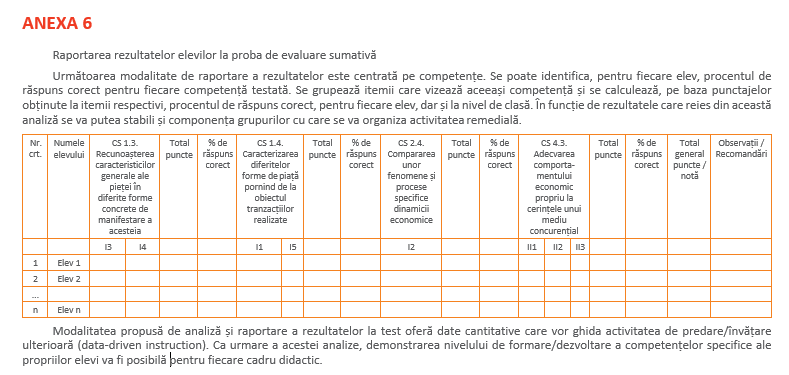 ANEXA 6
Raportarea rezultatelor elevilor la proba de evaluare sumativă
Următoarea modalitate de raportare a rezultatelor este centrată pe competențe. Se poate identifica, pentru fiecare elev, procentul de
răspuns corect pentru fiecare competență testată. Se grupează itemii care vizează aceeași competență și se calculează, pe baza punctajelor
obținute la itemii respectivi, procentul de răspuns corect, pentru fiecare elev, dar și la nivel de clasă. În funcție de rezultatele care reies din această
analiză se va putea stabili și componența grupurilor cu care se va organiza activitatea remedială.
Nr. crt.
Numele elevului
CS 1.3. Recunoașterea caracteristicilor generale ale pieței în diferite forme concrete de manifestare a acesteia
Total puncte
% de răspuns corect
CS 1.4. Caracterizarea diferitelor forme de piață pornind de la obiectul tranzacțiilor realizate
Total puncte
% de răspuns corect
CS 2.4. Compararea unor fenomene și procese specifice dinamicii economice
Total puncte
% de răspuns corect
CS 4.3. Adecvarea comporta-mentului economic propriu la cerințele unui mediu concurențial
Total puncte
% de răspuns corect
Total general puncte / notă
Observații / Recomandări
I3 I4 I1 I5 I2 II1 II2 II3
1 Elev 1
2 Elev 2
...
n Elev n
Modalitatea propusă de analiză și raportare a rezultatelor la test oferă date cantitative care vor ghida activitatea de predare/învățare
ulterioară (data-driven instruction). Ca urmare a acestei analize, demonstrarea nivelului de formare/dezvoltare a competențelor specifice ale
propriilor elevi va fi posibilă pentru fiecare cadru didactic.